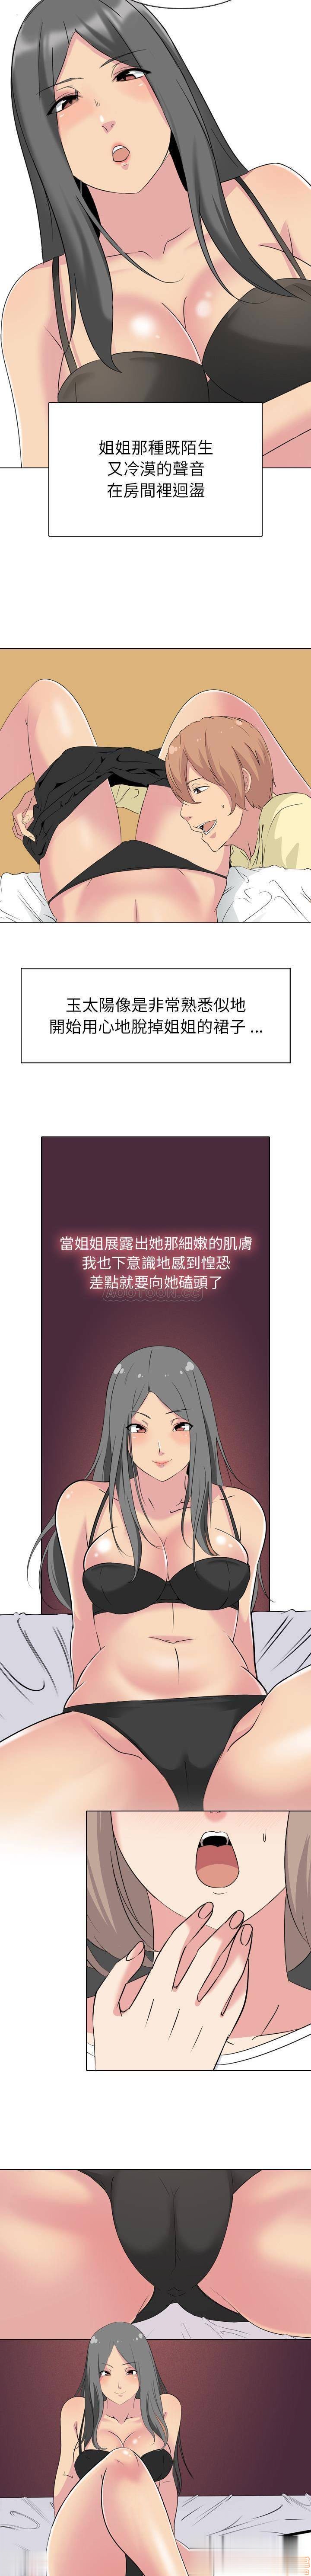 姐姐那種既陌生
又冷漠的聲音
在房間裡迴盪
玉太陽像是非常熟悉似地
開始用心地脫掉姐姐的裙子...
當姐姐展露出她那細嫩的肌膚
我也下意識地感到惶恐
差點就要向她磕頭了
TOOMICS.CC